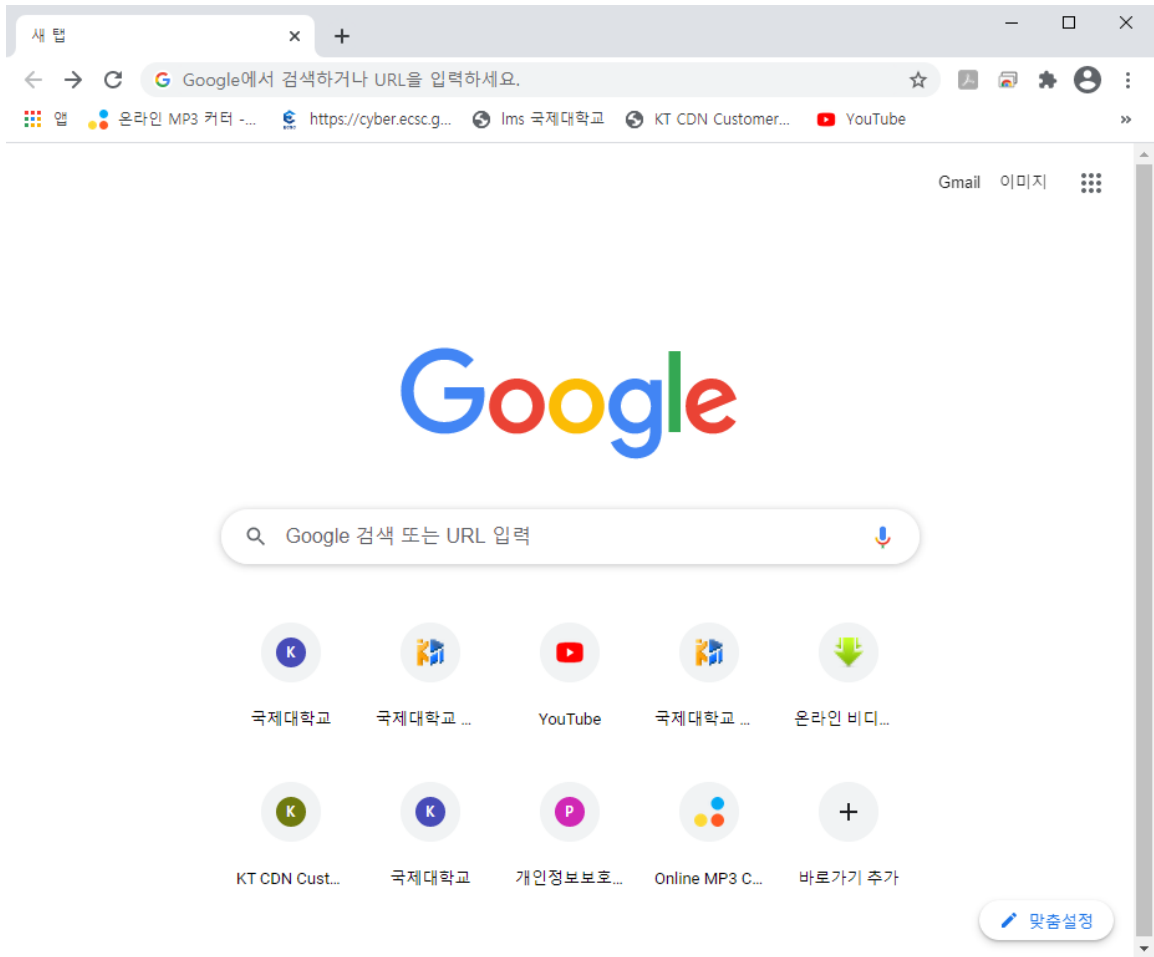 새 탭
Google에서 검색하거나 URL을 입력하세요.
앱 온라인 MP3 커터 -... https://cyber.ecsc.g... lms 국제대학교 KT CDN Customer... YouTube
Gmail 이미지
Google
Google 검색 또는 URL 입력
국제대학교 국제대학교 ... YouTube 국제대학교 ... 온라인 비디...
K K P
KT CDN Cust... 국제대학교 개인정보보호... Online MP3 C... 바로가기 추가
맞춤설정